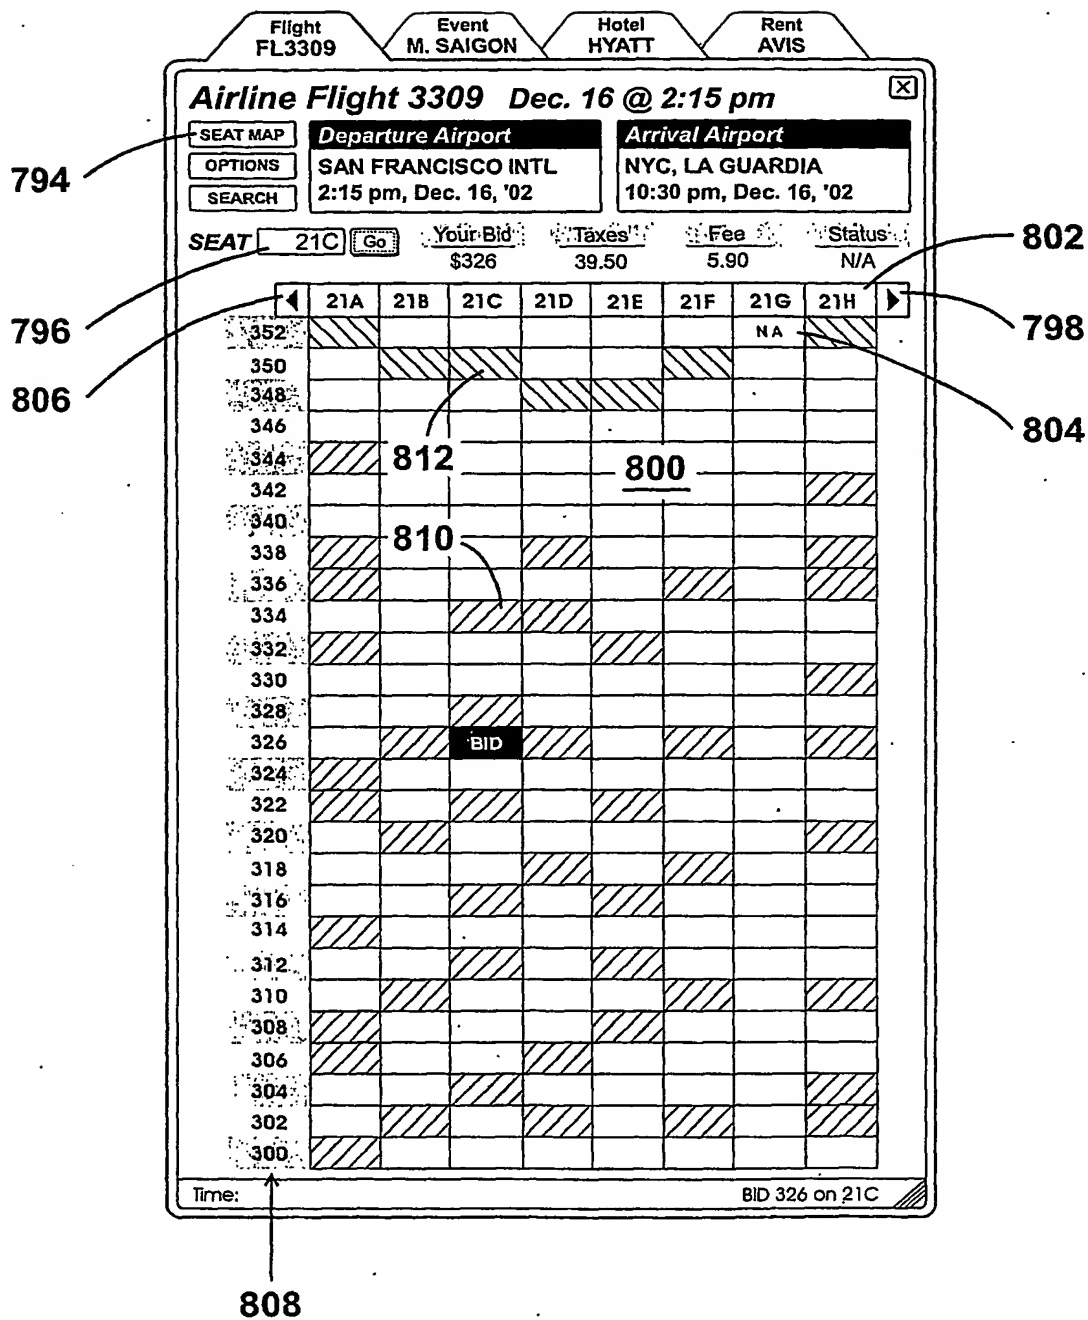 Flight Event Hotel Rent
FL3309 M. SAIGON HYATT AVIS
Airline Flight 3309 Dec. 16 @ 2:15 pm
SEAT MAP Departure Airport Arrival Airport
794 OPTIONS SAN FRANCISCO INTL NYC, LA GUARDIA
SEARCH 2:15 pm, Dec. 16, '02 10:30 pm, Dec. 16, '02
SEAT 21C Go Your Bid Taxes Fee Status 802
$326 39.50 5.90 N/A
21A 21B 21C 21D 21E 21F 21G 21H
796 352 NA 798
350
806 348
346 804
344 812 800
342
340
338 810
336
334
332
330
328
326 BID
324
322
320
318
316
314
312
310
308
306
304
302
300
Time: BID 326 on 21C
808